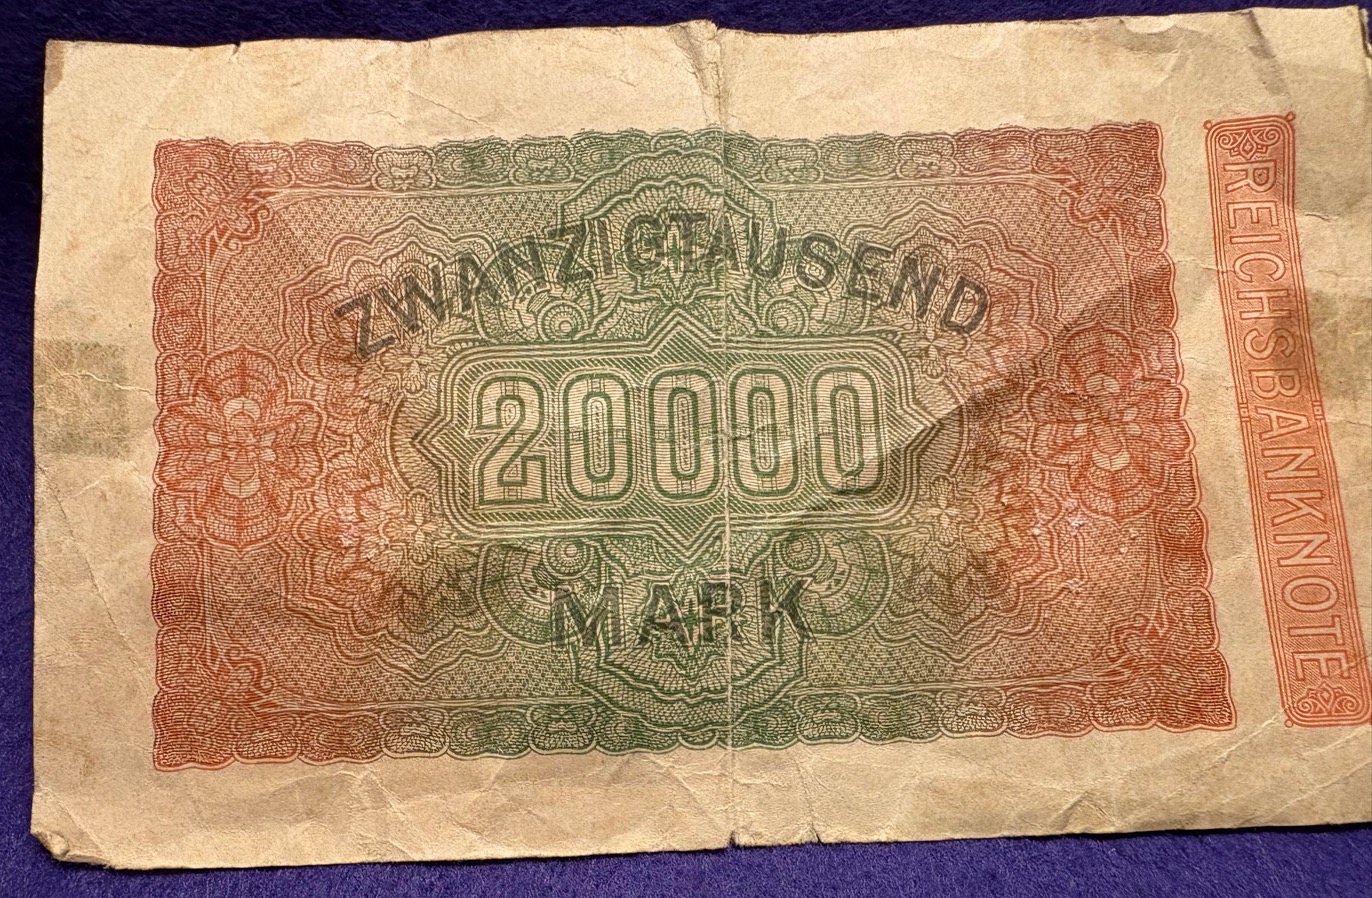 ZWANZIGTAUSEND
20000
MARK
REICHSBANKNOTE